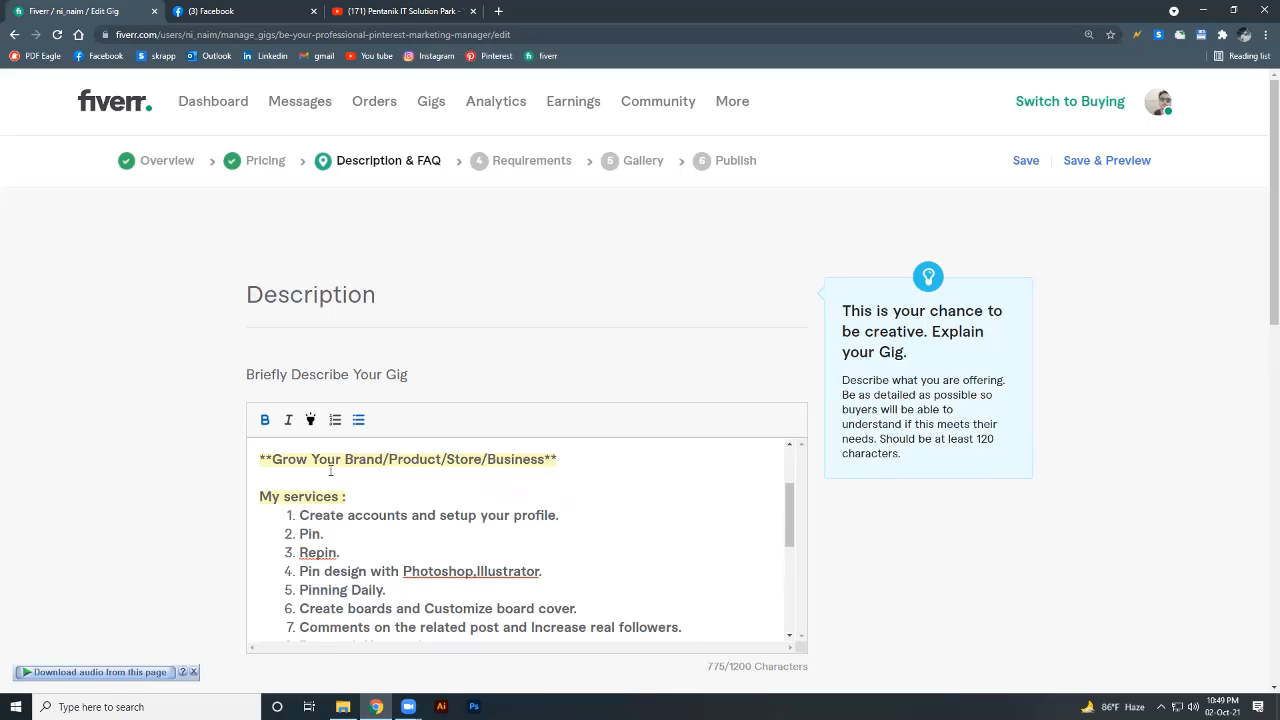 Fiverr / ni_naim / Edit Gig
(3) Facebook
(171) Pentanik IT Solution Park -
fiverr.com/users/ni_nain/manage_gigs/be-your-professional-pinterest-marketing-manager/edit
PDF Eagle
Facebook
skrapp
Outlook
LinkedIn
gmail
You Tube
Instagram
Pinterest
fiverr
Reading list
fiverr.
Dashboard
Messages
Orders
Gigs
Analytics
Earnings
Community
More
Switch to Buying
Overview
Pricing
Description & FAQ
4 Requirements
5 Gallery
6 Publish
Save
Save & Preview
Description
Briefly Describe Your Gig
B I
**Grow Your Brand/Product/Store/Business**
My services :
1. Create accounts and setup your profile.
2. Pin.
3. Repin.
4. Pin design with Photoshop,Illustrator.
5. Pinning Daily.
6. Create boards and Customize board cover.
7. Comments on the related post and Increase real followers.
775/1200 Characters
This is your chance to
be creative. Explain
your Gig.
Describe what you are offering.
Be as detailed as possible so
buyers will be able to
understand if this meets their
needs. Should be at least 120
characters.
Download audio from this page
?
X
Type here to search
Ai
Ps
86°F Haze
10:49 PM
02-Oct-21